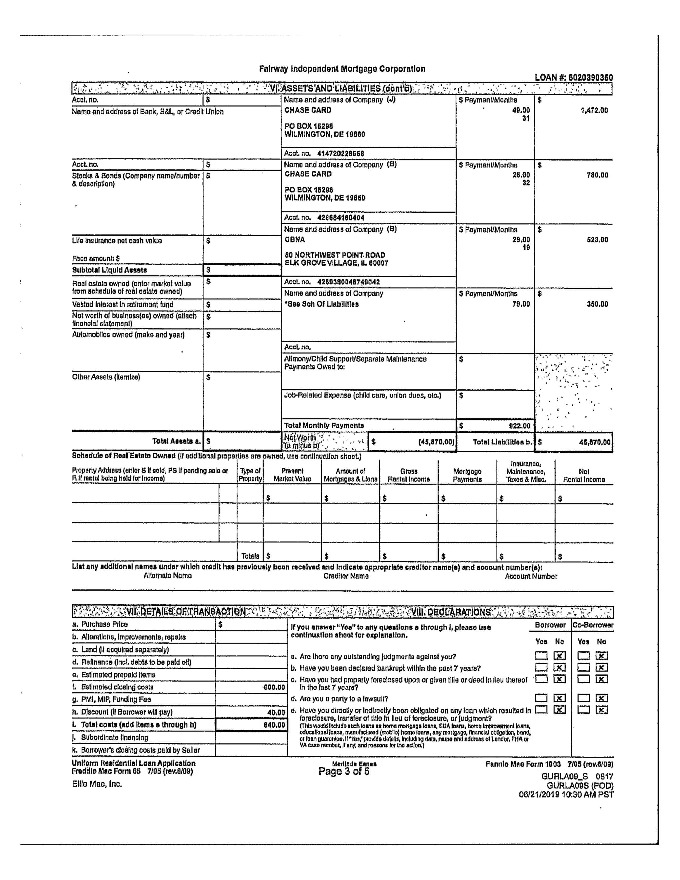 Fairway Independent Mortgage Corporation
LOAN #: 5020390350
VI. ASSETS AND LIABILITIES (cont'd)
Acct. no. $ Name and address of Company (J) $ Payment/Months $
Name and address of Bank, S&L, or Credit Union CHASE CARD 49.00 1,472.00
31
PO BOX 15298
WILMINGTON, DE 19850
Acct. no. 414720228558
Acct. no. $ Name and address of Company (B) $ Payment/Months $
Stocks & Bonds (Company name/number $ CHASE CARD 25.00 780.00
& description) 32
PO BOX 15298
WILMINGTON, DE 19850
Acct. no. 426684160404
Name and address of Company (B) $ Payment/Months $
Life insurance net cash value $ CBNA 29.00 523.00
19
Face amount: $ 50 NORTHWEST POINT ROAD
ELK GROVE VILLAGE, IL 60007
Subtotal Liquid Assets $
Real estate owned (enter market value $ Acct. no. 4259380048749042
from schedule of real estate owned) Name and address of Company $ Payment/Months $
Vested interest in retirement fund $ *See Sch Of Liabilities 79.00 350.00
Net worth of business(es) owned (attach $
financial statement)
Automobiles owned (make and year) $
Acct. no.
Alimony/Child Support/Separate Maintenance $
Payments Owed to:
Other Assets (itemize) $
Job-Related Expense (child care, union dues, etc.) $
Total Monthly Payments $ 922.00
Total Assets a. $ Net Worth (a minus b) $ (45,870.00) Total Liabilities b. $ 45,870.00
Schedule of Real Estate Owned (if additional properties are owned, use continuation sheet.)
Property Address (enter S if sold, PS if pending sale or R if rental being held for income) Type of Property Present Market Value Amount of Mortgages & Liens Gross Rental Income Mortgage Payments Insurance, Maintenance, Taxes & Misc. Net Rental Income
$ $ $ $ $ $
Totals $ $ $ $ $ $
List any additional names under which credit has previously been received and indicate appropriate creditor name(s) and account number(s):
Alternate Name Creditor Name Account Number
VII. DETAILS OF TRANSACTION VIII. DECLARATIONS
a. Purchase Price $
b. Alterations, improvements, repairs
c. Land (if acquired separately)
d. Refinance (incl. debts to be paid off)
e. Estimated prepaid items
f. Estimated closing costs 600.00
g. PMI, MIP, Funding Fee
h. Discount (if Borrower will pay) 40.00
i. Total costs (add items a through h) 640.00
j. Subordinate financing
k. Borrower's closing costs paid by Seller
If you answer "Yes" to any questions a through i, please use Borrower Co-Borrower
continuation sheet for explanation. Yes No Yes No
a. Are there any outstanding judgments against you? X X
b. Have you been declared bankrupt within the past 7 years? X X
c. Have you had property foreclosed upon or given title or deed in lieu thereof X X
in the last 7 years?
d. Are you a party to a lawsuit? X X
e. Have you directly or indirectly been obligated on any loan which resulted in X X
foreclosure, transfer of title in lieu of foreclosure, or judgment?
(This would include such loans as home mortgage loans, SBA loans, home improvement loans,
educational loans, manufactured (mobile) home loans, any mortgage, financial obligation, bond,
or loan guarantee. If "Yes," provide details, including date, name and address of Lender, FHA or
VA case number, if any, and reasons for the action.)
Uniform Residential Loan Application
Freddie Mac Form 65 7/05 (rev.6/09) Page 3 of 5 Fannie Mae Form 1003 7/05 (rev.6/09)
Ellie Mae, Inc. GURLA09_S 0817
GURLA09S (POD)
06/21/2019 10:30 AM PST